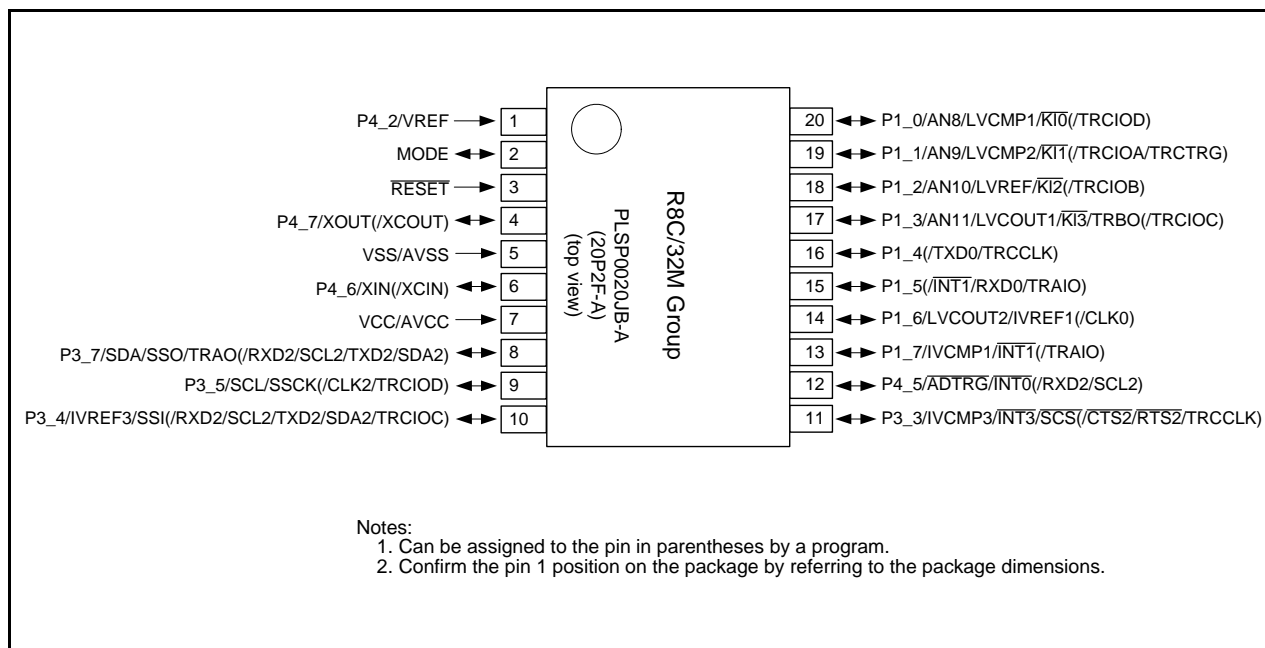 P4_2/VREF
1
MODE
2
RESET
3
P4_7/XOUT(/XCOUT)
4
VSS/AVSS
5
P4_6/XIN(/XCIN)
6
VCC/AVCC
7
P3_7/SDA/SSO/TRAO(/RXD2/SCL2/TXD2/SDA2)
8
P3_5/SCL/SSCK(/CLK2/TRCIOD)
9
P3_4/IVREF3/SSI(/RXD2/SCL2/TXD2/SDA2/TRCIOC)
10
R8C/32M Group
PLSP0020JB-A
(20P2F-A)
(top view)
20
P1_0/AN8/LVCMP1/KI0(/TRCIOD)
19
P1_1/AN9/LVCMP2/KI1(/TRCIOA/TRCTRG)
18
P1_2/AN10/LVREF/KI2(/TRCIOB)
17
P1_3/AN11/LVCOUT1/KI3/TRBO(/TRCIOC)
16
P1_4(/TXD0/TRCCLK)
15
P1_5(/INT1/RXD0/TRAIO)
14
P1_6/LVCOUT2/IVREF1(/CLK0)
13
P1_7/IVCMP1/INT1(/TRAIO)
12
P4_5/ADTRG/INT0(/RXD2/SCL2)
11
P3_3/IVCMP3/INT3/SCS(/CTS2/RTS2/TRCCLK)
Notes:
1. Can be assigned to the pin in parentheses by a program.
2. Confirm the pin 1 position on the package by referring to the package dimensions.